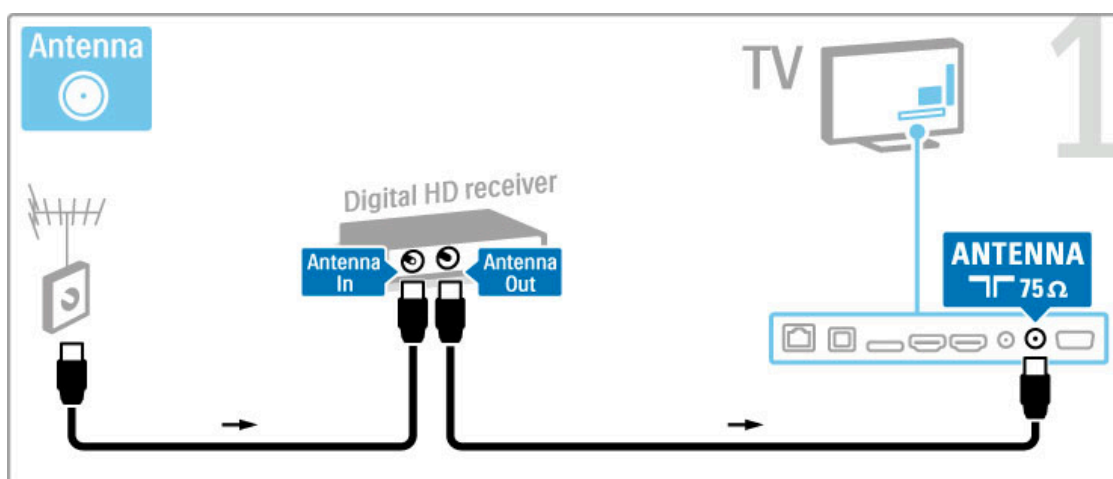 Antenna
TV
1
Digital HD receiver
Antenna
In
Antenna
Out
ANTENNA
75 Ω